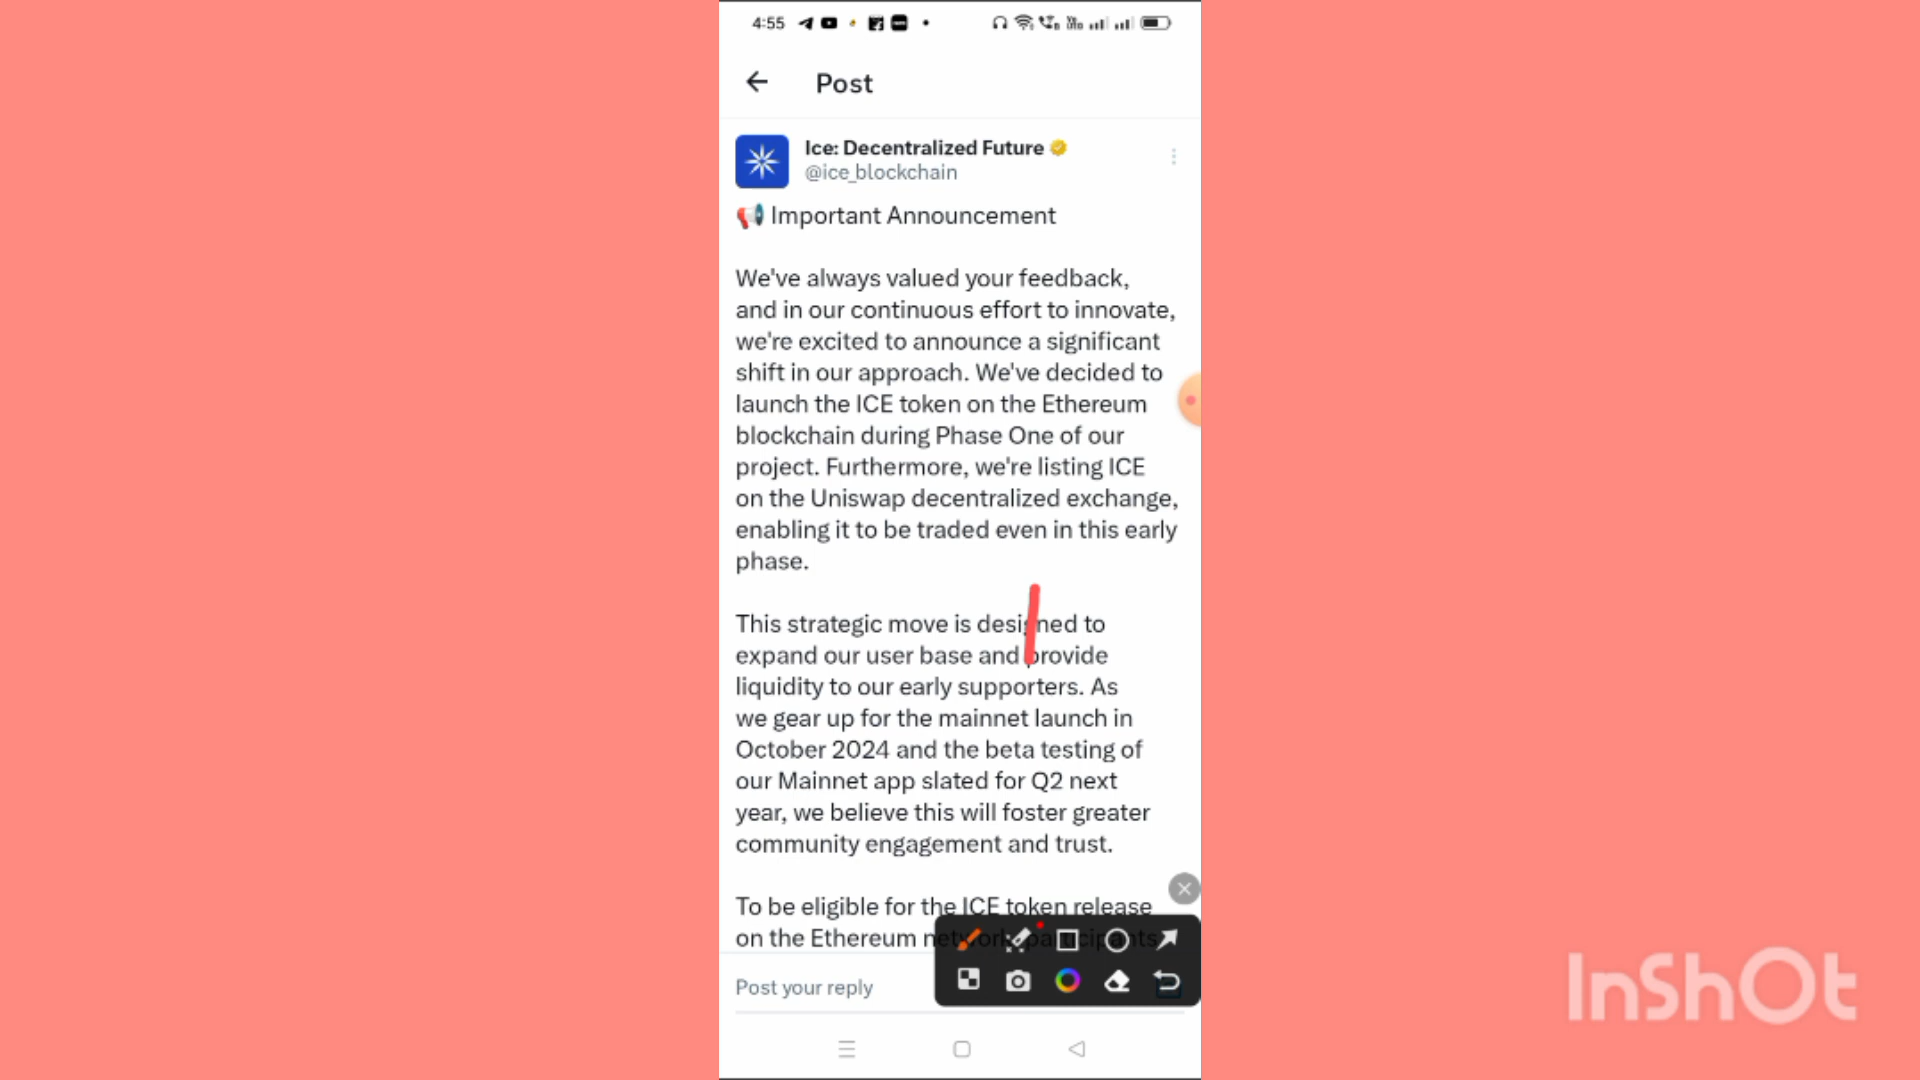 4:55
Post
Ice: Decentralized Future
@ice_blockchain
Important Announcement
We've always valued your feedback,
and in our continuous effort to innovate,
we're excited to announce a significant
shift in our approach. We've decided to
launch the ICE token on the Ethereum
blockchain during Phase One of our
project. Furthermore, we're listing ICE
on the Uniswap decentralized exchange,
enabling it to be traded even in this early
phase.
This strategic move is designed to
expand our user base and provide
liquidity to our early supporters. As
we gear up for the mainnet launch in
October 2024 and the beta testing of
our Mainnet app slated for Q2 next
year, we believe this will foster greater
community engagement and trust.
To be eligible for the ICE token release
on the Ethereum network, participants
Post your reply
InShOt